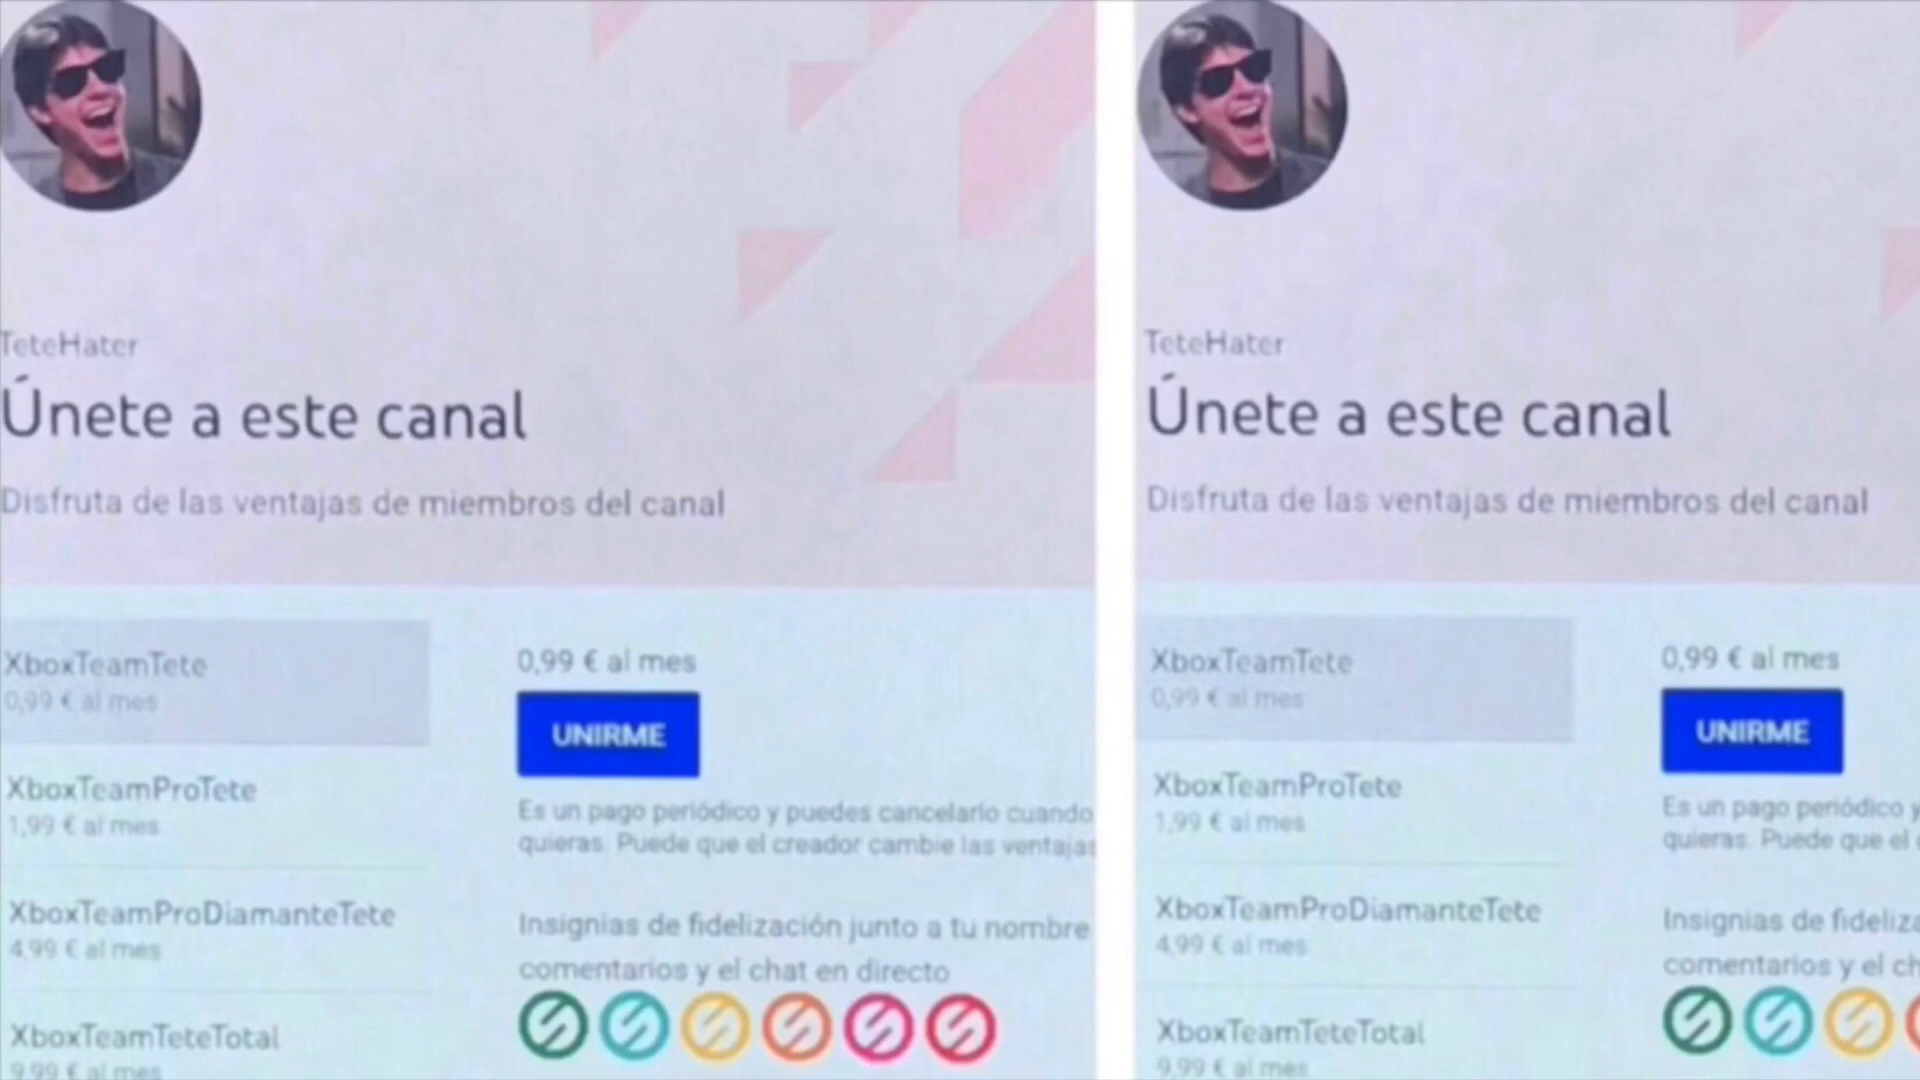 TeteHater
Únete a este canal
Disfruta de las ventajas de miembros del canal
XboxTeamTete
0,99 € al mes
XboxTeamProTete
1,99 € al mes
XboxTeamProDiamanteTete
4,99 € al mes
XboxTeamTeteTotal
9,99 € al mes
0,99 € al mes
UNIRME
Es un pago periódico y puedes cancelarlo cuando
quieras. Puede que el creador cambie las ventajas
Insignias de fidelización junto a tu nombre
comentarios y el chat en directo
TeteHater
Únete a este canal
Disfruta de las ventajas de miembros del canal
XboxTeamTete
0,99 € al mes
XboxTeamProTete
1,99 € al mes
XboxTeamProDiamanteTete
4,99 € al mes
XboxTeamTeteTotal
9,99 € al mes
0,99 € al mes
UNIRME
Es un pago periódico y
quieras. Puede que el
Insignias de fideliza
comentarios y el ch